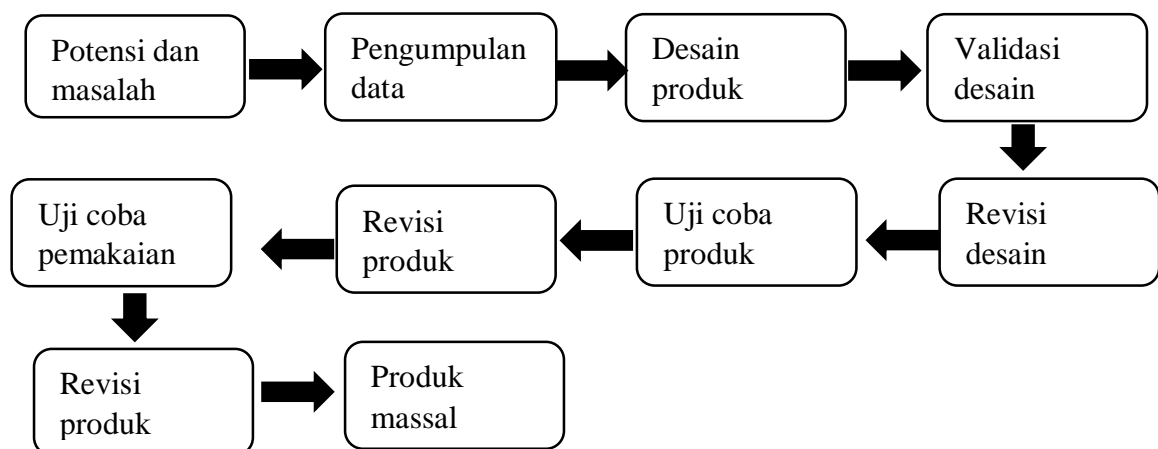 Potensi dan
masalah
Pengumpulan
data
Desain
produk
Validasi
desain
Revisi
desain
Uji coba
produk
Revisi
produk
Uji coba
pemakaian
Revisi
produk
Produk
massal